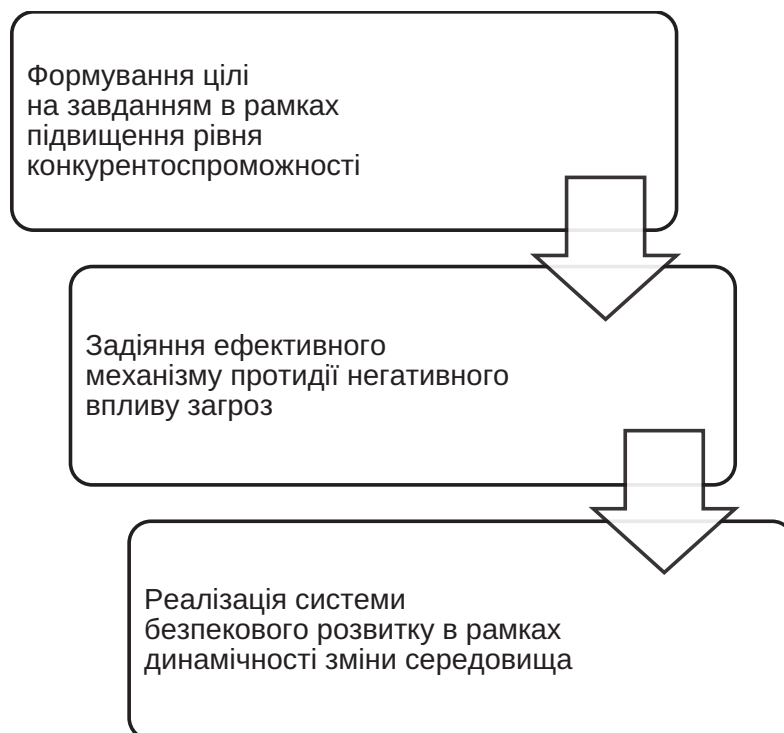 Формування цілі
на завданням в рамках
підвищення рівня
конкурентоспроможності
Задіяння ефективного
механізму протидії негативного
впливу загроз
Реалізація системи
безпекового розвитку в рамках
динамічності зміни середовища